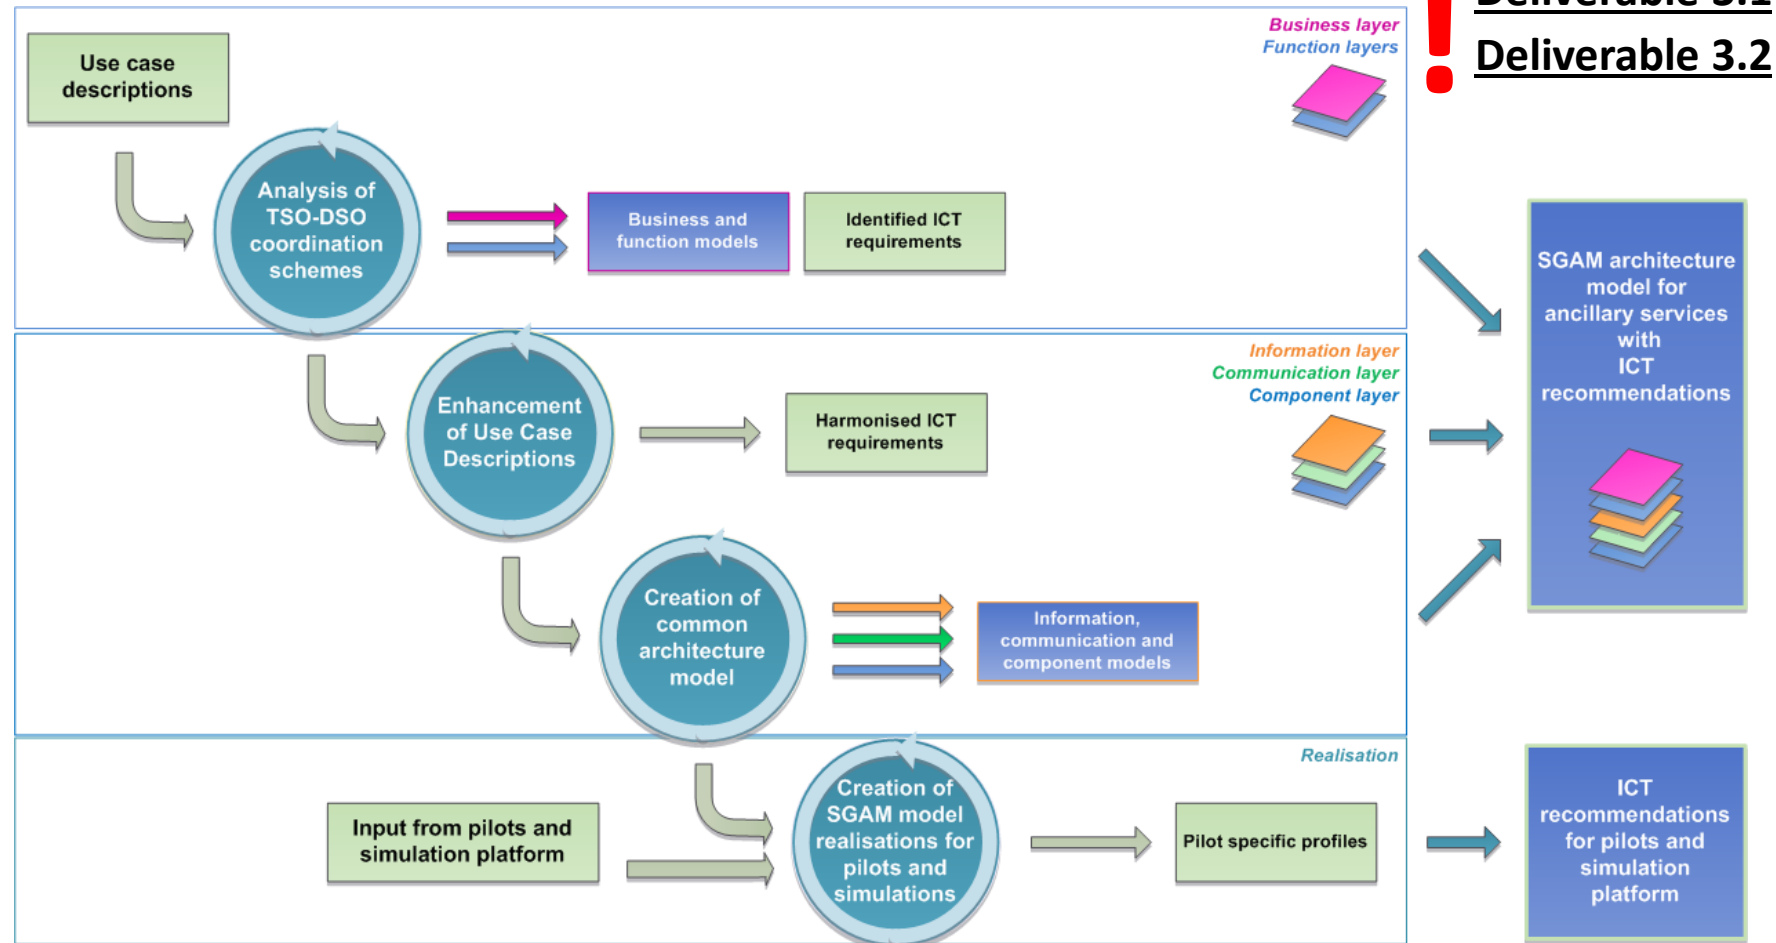 Business layer
Function layers
Deliverable 3.1
Deliverable 3.2
Use case
descriptions
Analysis of
TSO-DSO
coordination
schemes
Business and
function models
Identified ICT
requirements
SGAM architecture
model for
ancillary services
with
ICT
recommendations
Information layer
Communication layer
Component layer
Enhancement
of Use Case
Descriptions
Harmonised ICT
requirements
Creation of
common
architecture
model
Information,
communication and
component models
Realisation
Input from pilots and
simulation platform
Creation of
SGAM model
realisations for
pilots and
simulations
Pilot specific profiles
ICT
recommendations
for pilots and
simulation
platform